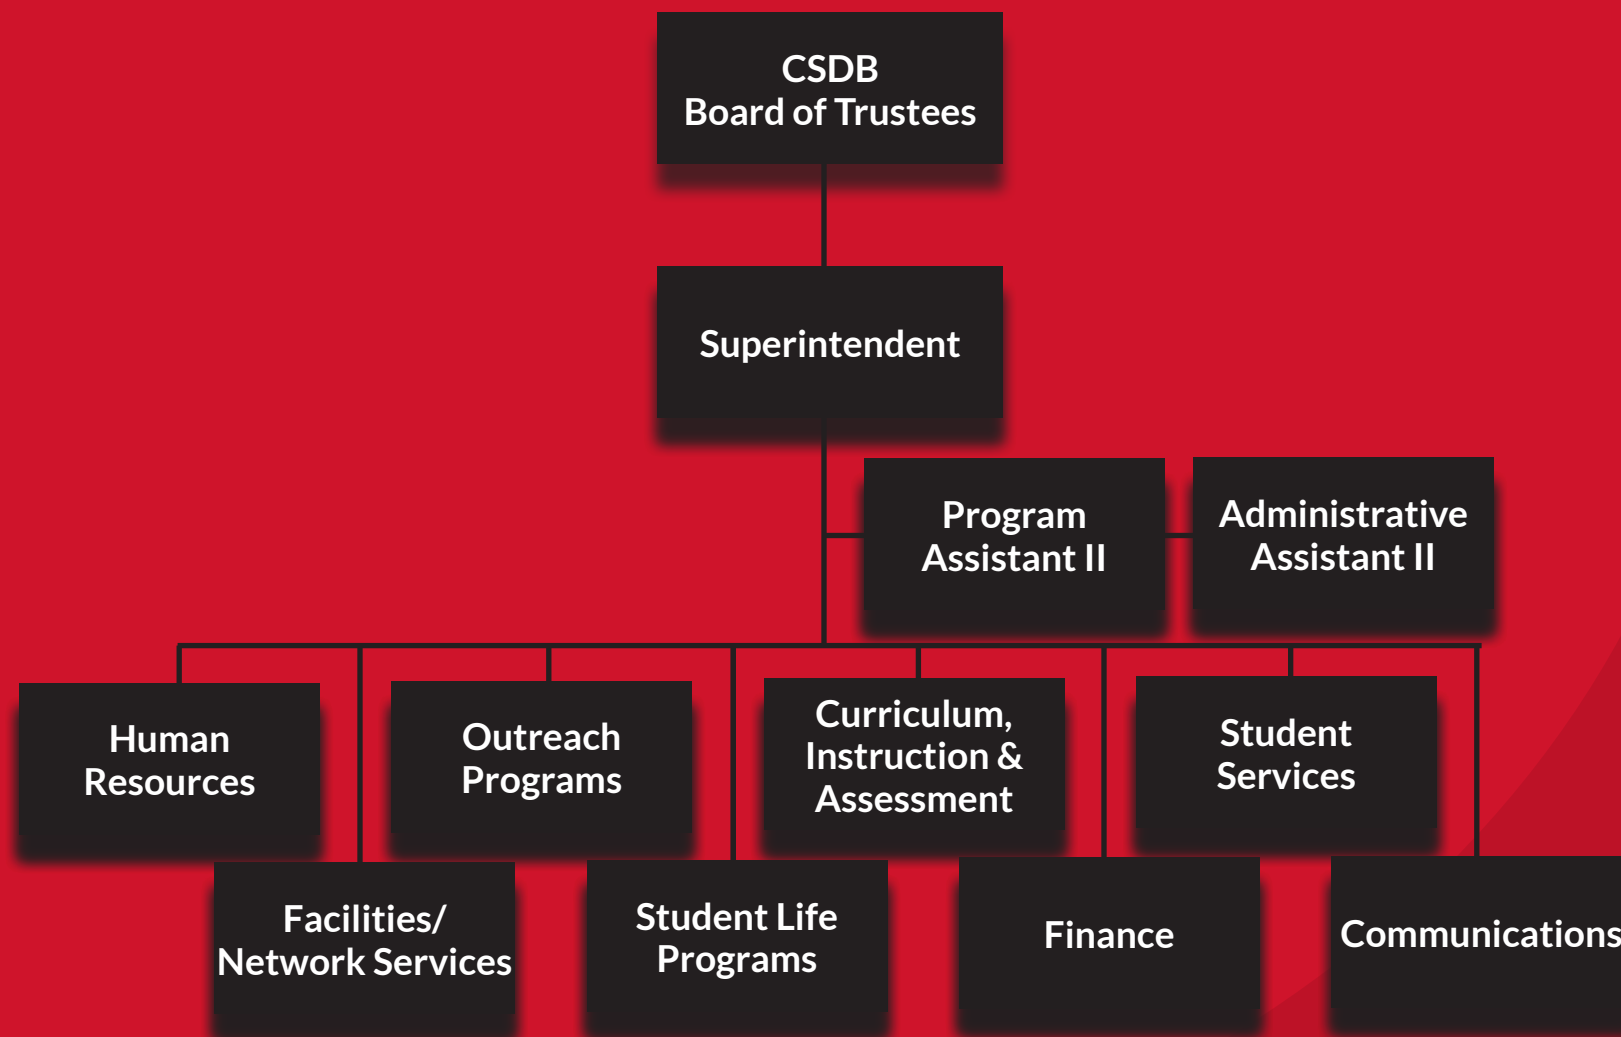 CSDB
Board of Trustees
Superintendent
Program
Assistant II
Administrative
Assistant II
Human
Resources
Outreach
Programs
Curriculum,
Instruction &
Assessment
Student
Services
Facilities/
Network Services
Student Life
Programs
Finance
Communications